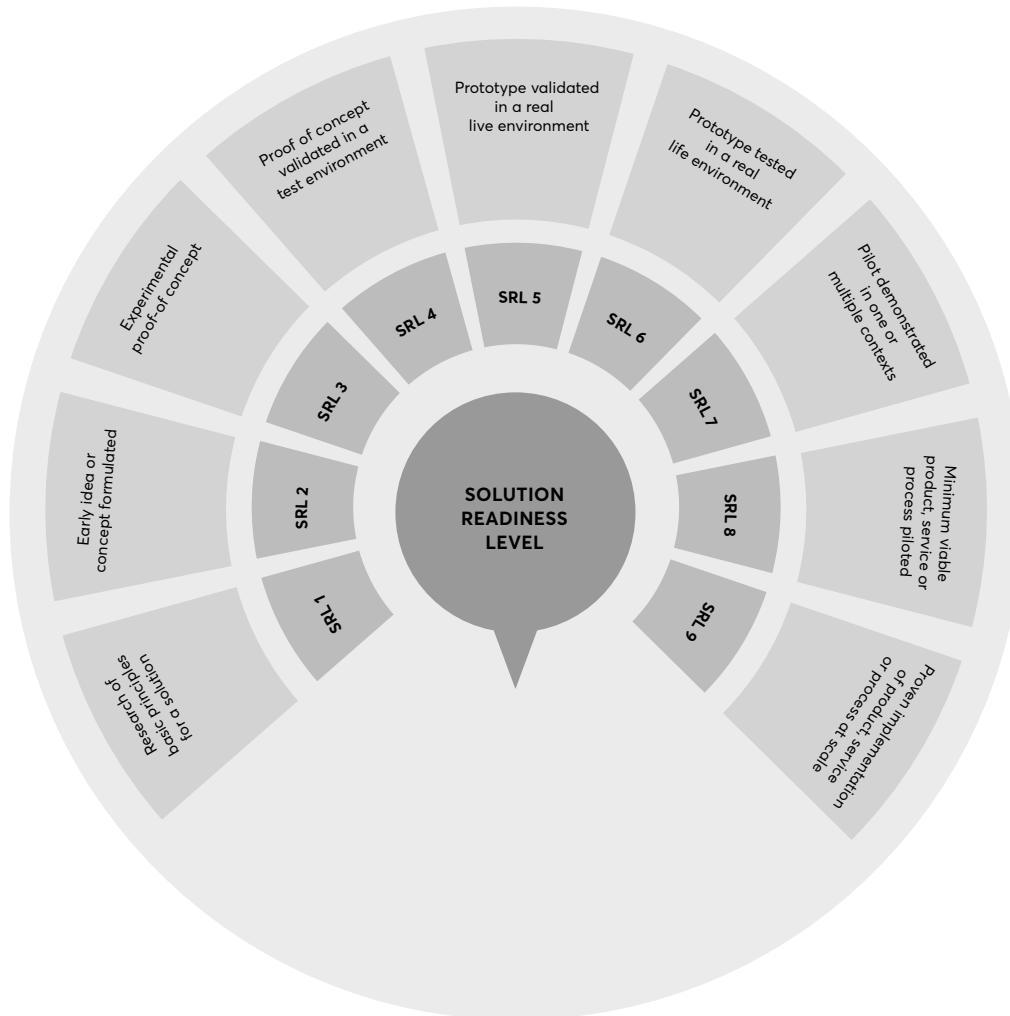 Prototype validated
in a real
live environment
Proof of concept
validated in a
test environment
Prototype tested
in a real
life environment
Experimental
proof-of concept
Pilot demonstrated
in one or
multiple contexts
Early idea or
concept formulated
Minimum viable
product, service or
process piloted
Research of
basic principles
for a solution
Proven implementation
of product, service
or process at scale
SRL 1
SRL 2
SRL 3
SRL 4
SRL 5
SRL 6
SRL 7
SRL 8
SRL 9
SOLUTION
READINESS
LEVEL